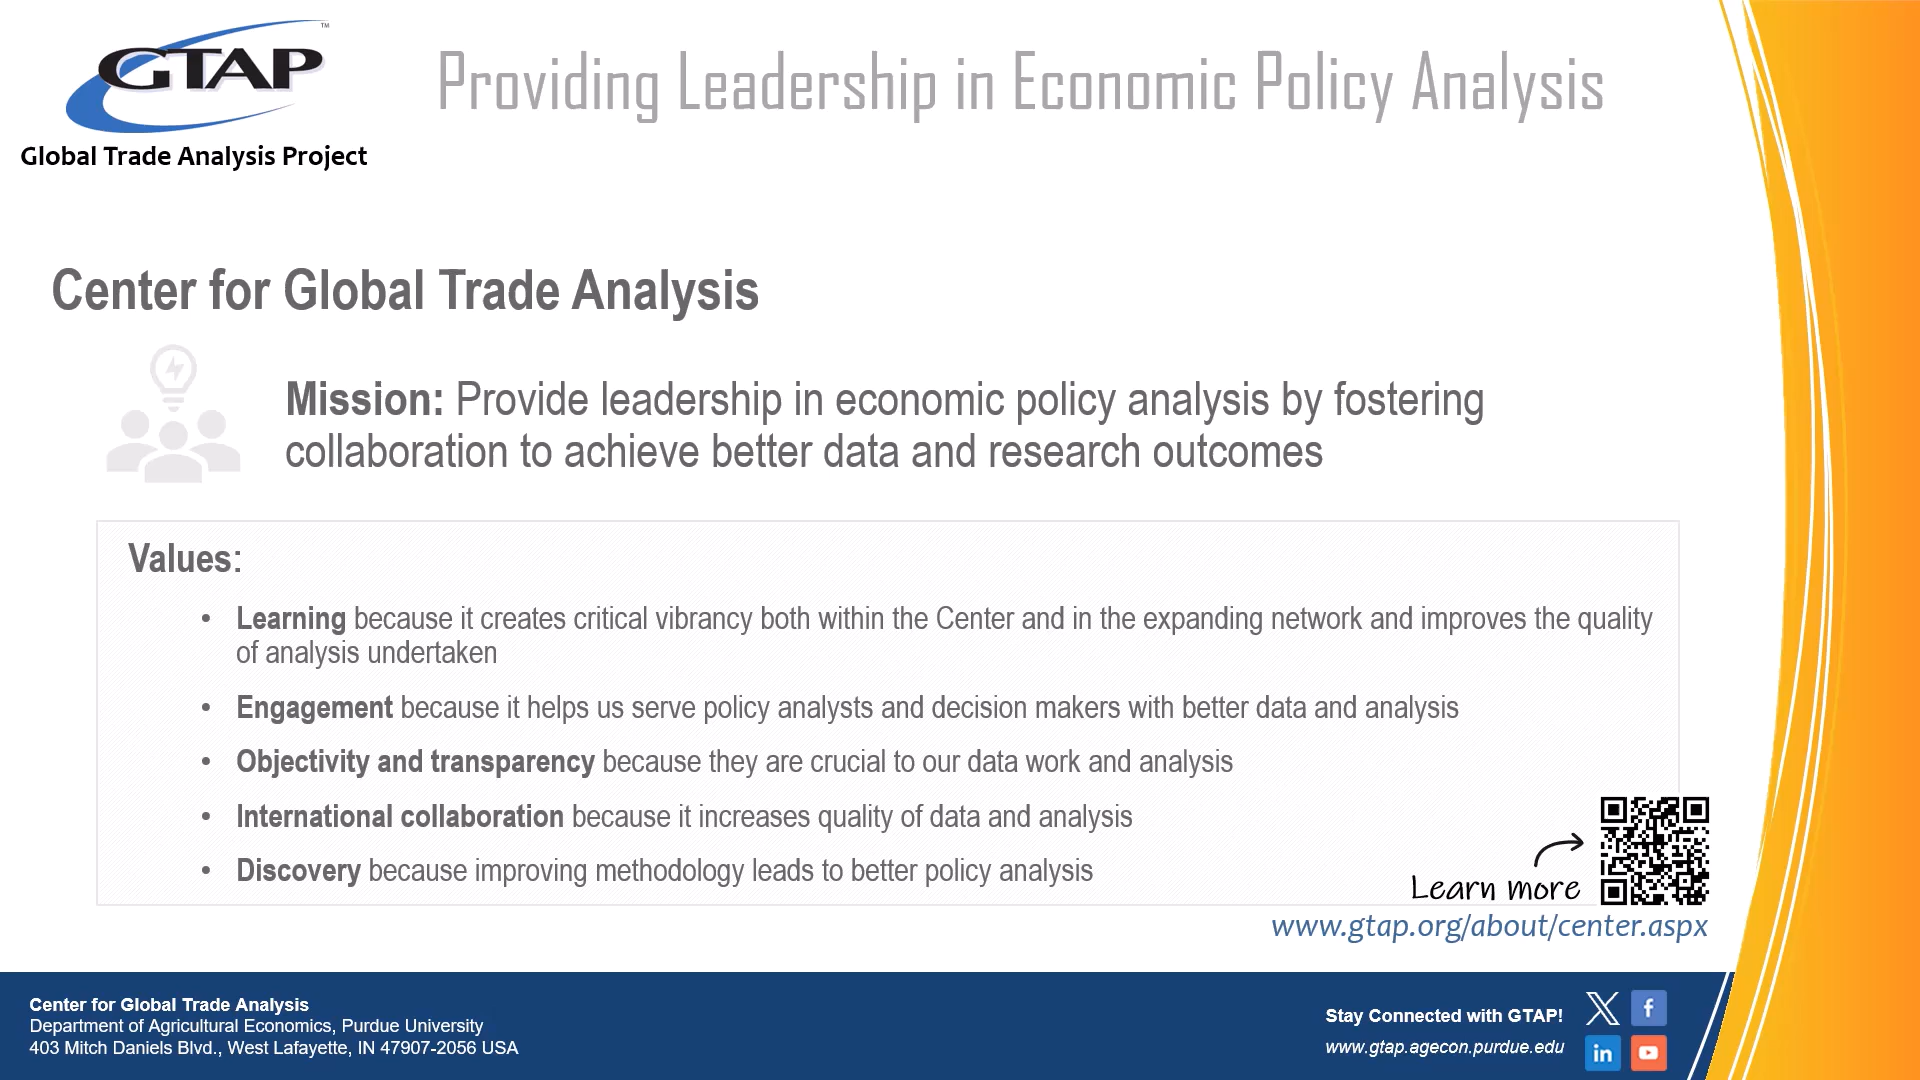 GTAP™
Global Trade Analysis Project
Providing Leadership in Economic Policy Analysis
Center for Global Trade Analysis
Mission: Provide leadership in economic policy analysis by fostering
collaboration to achieve better data and research outcomes
Values:
• Learning because it creates critical vibrancy both within the Center and in the expanding network and improves the quality
of analysis undertaken
• Engagement because it helps us serve policy analysts and decision makers with better data and analysis
• Objectivity and transparency because they are crucial to our data work and analysis
• International collaboration because it increases quality of data and analysis
• Discovery because improving methodology leads to better policy analysis
Learn more
www.gtap.org/about/center.aspx
Center for Global Trade Analysis
Department of Agricultural Economics, Purdue University
403 Mitch Daniels Blvd., West Lafayette, IN 47907-2056 USA
Stay Connected with GTAP!
www.gtap.agecon.purdue.edu